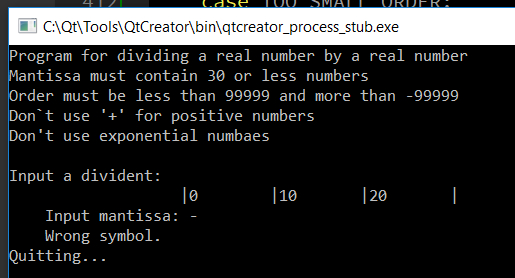 412 case TOO_SMALL_ORDER:
C:\Qt\Tools\QtCreator\bin\qtcreator_process_stub.exe
Program for dividing a real number by a real number
Mantissa must contain 30 or less numbers
Order must be less than 99999 and more than -99999
Don`t use '+' for positive numbers
Don't use exponential numbaes
Input a divident:
|0 |10 |20 |
Input mantissa: -
Wrong symbol.
Quitting...